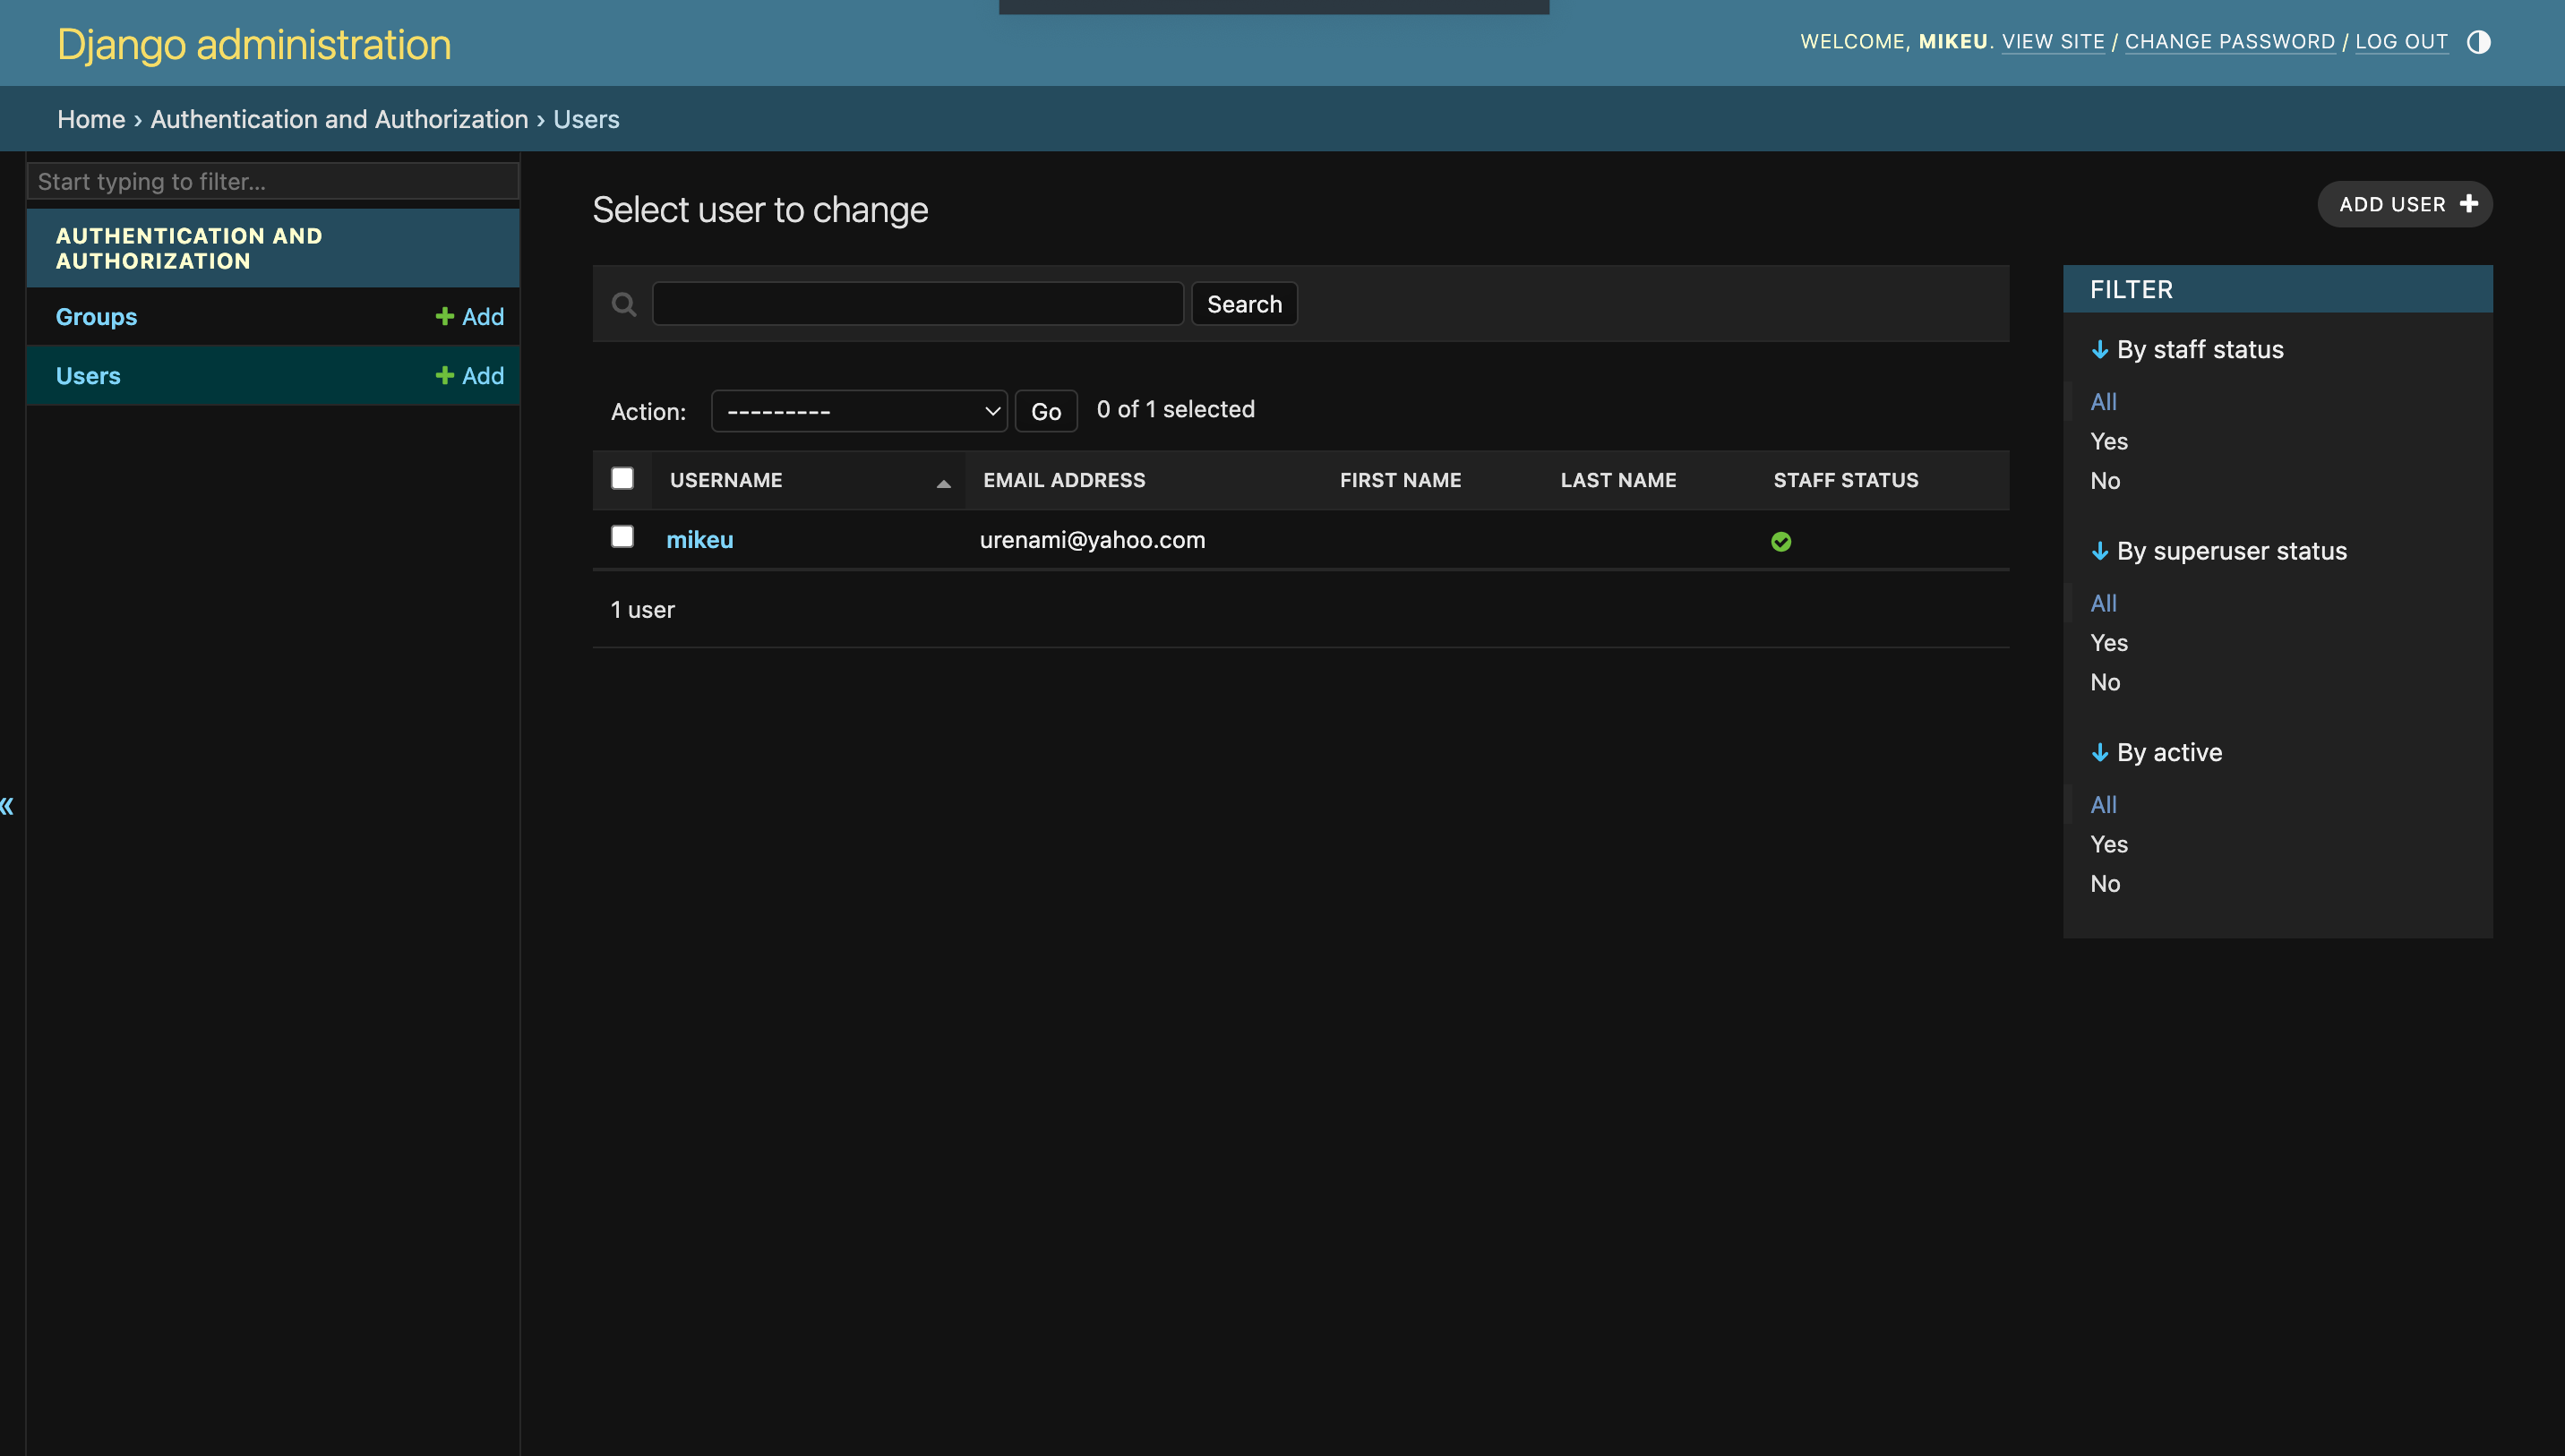 Django administration
WELCOME, MIKEU. VIEW SITE / CHANGE PASSWORD / LOG OUT
Home › Authentication and Authorization › Users
Start typing to filter...
AUTHENTICATION AND
AUTHORIZATION
Groups
+ Add
Users
+ Add
«
Select user to change
ADD USER +
Search
Action:
---------
Go
0 of 1 selected
USERNAME
EMAIL ADDRESS
FIRST NAME
LAST NAME
STAFF STATUS
mikeu
urenami@yahoo.com
1 user
FILTER
↓ By staff status
All
Yes
No
↓ By superuser status
All
Yes
No
↓ By active
All
Yes
No